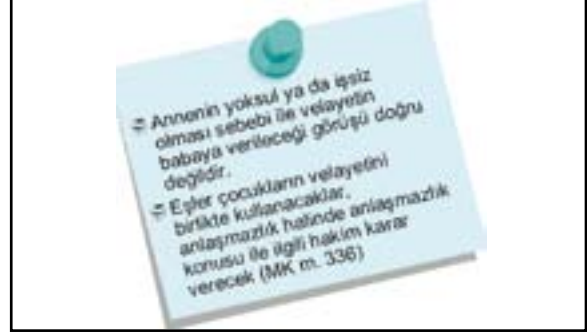 Annenin yoksul ya da işsiz
olması sebebi ile velayetin
babaya verileceği görüşü doğru
değildir.
Eşler çocukların velayetini
birlikte kullanacaklar,
anlaşmazlık halinde anlaşmazlık
konusu ile ilgili hakim karar
verecek (MK m. 336)